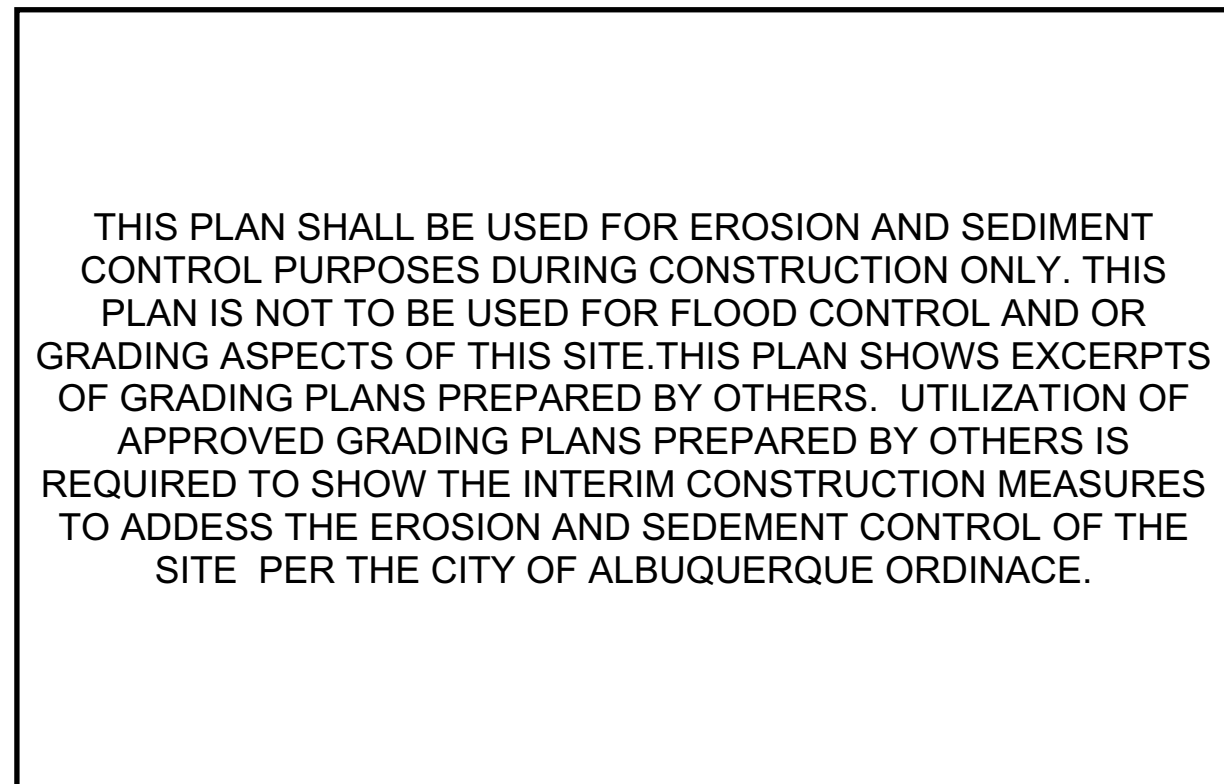 THIS PLAN SHALL BE USED FOR EROSION AND SEDIMENT
CONTROL PURPOSES DURING CONSTRUCTION ONLY. THIS
PLAN IS NOT TO BE USED FOR FLOOD CONTROL AND OR
GRADING ASPECTS OF THIS SITE.THIS PLAN SHOWS EXCERPTS
OF GRADING PLANS PREPARED BY OTHERS.  UTILIZATION OF
APPROVED GRADING PLANS PREPARED BY OTHERS IS
REQUIRED TO SHOW THE INTERIM CONSTRUCTION MEASURES
TO ADDESS THE EROSION AND SEDEMENT CONTROL OF THE
SITE  PER THE CITY OF ALBUQUERQUE ORDINACE.